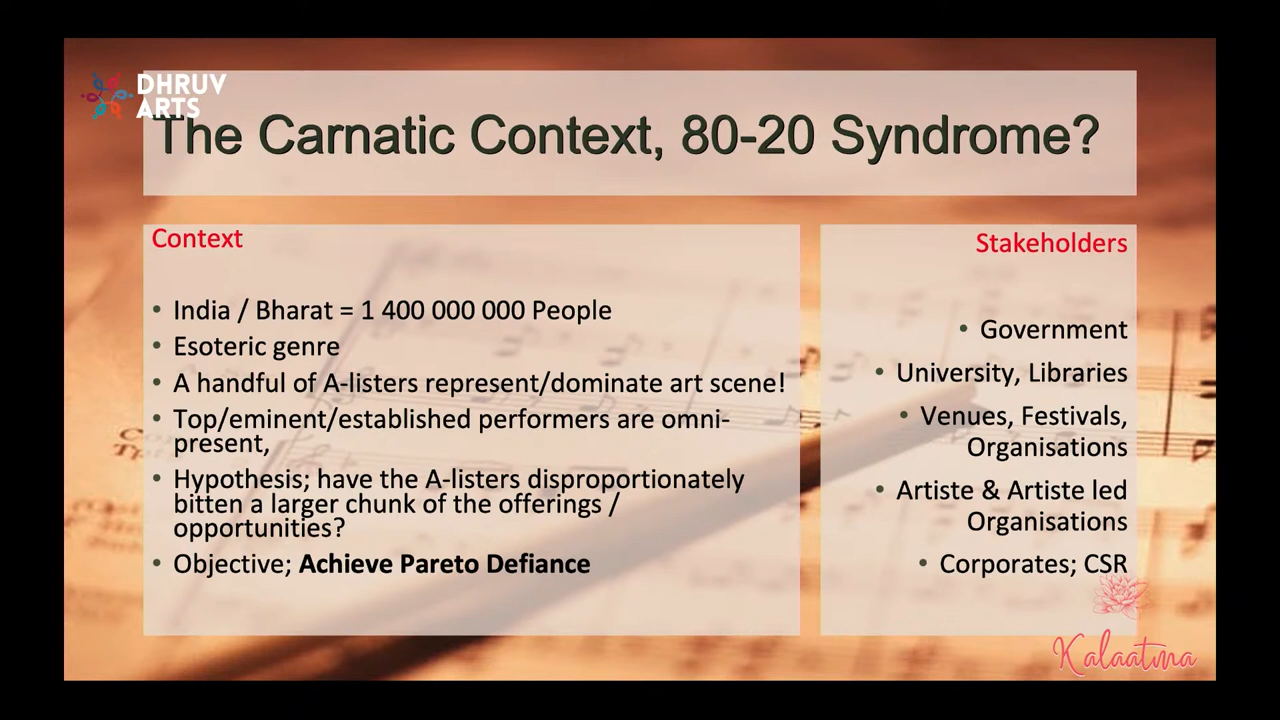 DHRUV
ARTS
The Carnatic Context, 80-20 Syndrome?
Context
• India / Bharat = 1 400 000 000 People
• Esoteric genre
• A handful of A-listers represent/dominate art scene!
• Top/eminent/established performers are omni-
present,
• Hypothesis; have the A-listers disproportionately
bitten a larger chunk of the offerings /
opportunities?
• Objective; Achieve Pareto Defiance
Stakeholders
• Government
• University, Libraries
• Venues, Festivals,
Organisations
• Artiste & Artiste led
Organisations
• Corporates; CSR
Kalaatma